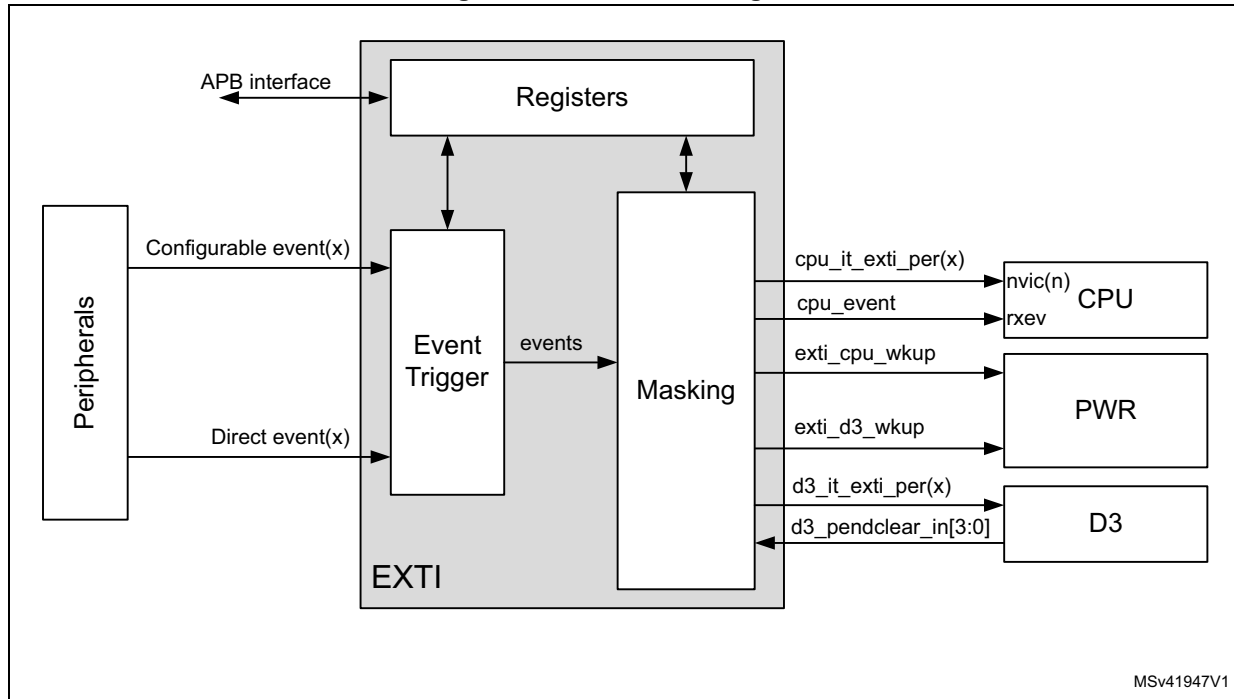 APB interface
Registers
Peripherals
Configurable event(x)
Direct event(x)
Event
Trigger
events
Masking
EXTI
cpu_it_exti_per(x)
cpu_event
exti_cpu_wkup
exti_d3_wkup
d3_it_exti_per(x)
d3_pendclear_in[3:0]
nvic(n)
rxev
CPU
PWR
D3
MSv41947V1